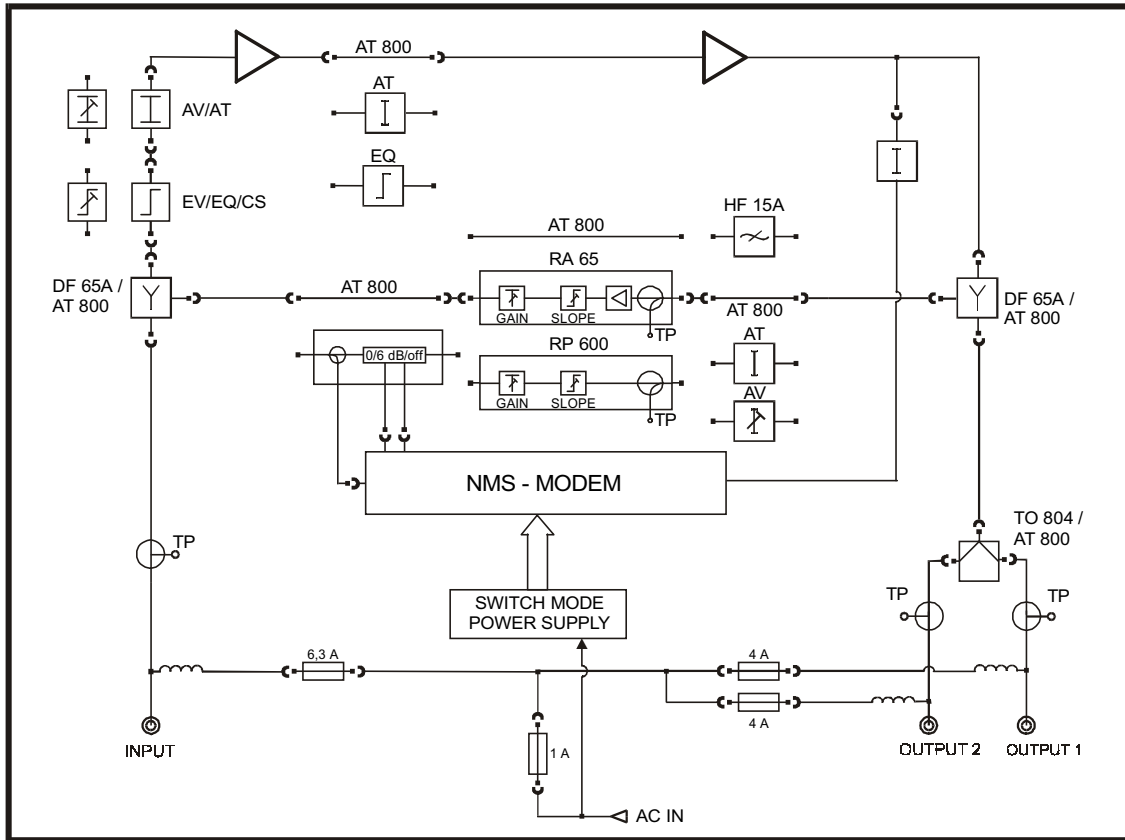 AT 800
AV/AT
AT
EV/EQ/CS
EQ
HF 15A
AT 800
RA 65
DF 65A /
AT 800
AT 800
GAIN
SLOPE
TP
AT 800
DF 65A /
AT 800
0/6 dB/off
RP 600
GAIN
SLOPE
TP
AT
AV
NMS - MODEM
TP
TO 804 /
AT 800
SWITCH MODE
POWER SUPPLY
TP
TP
6,3 A
4 A
4 A
INPUT
1 A
OUTPUT 2
OUTPUT 1
AC IN